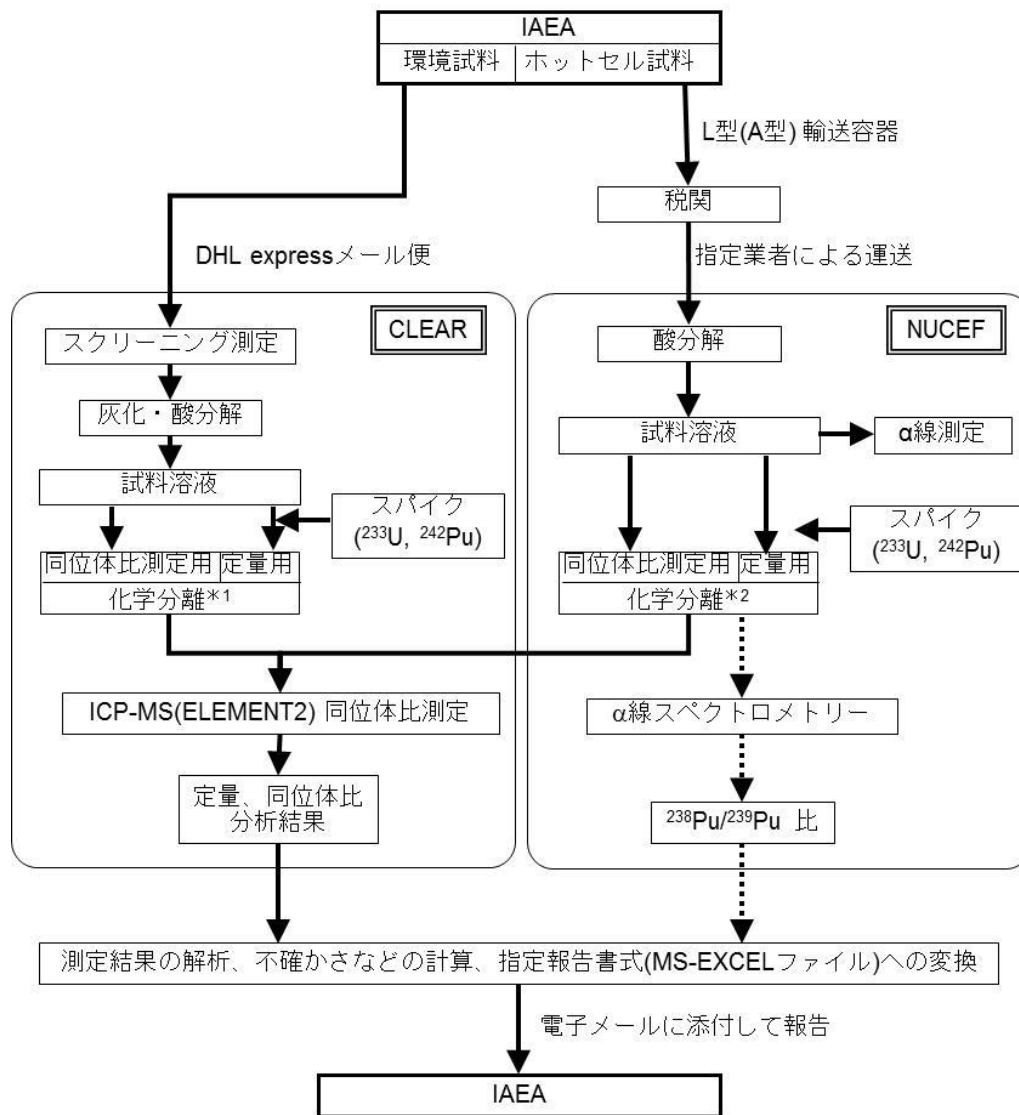 IAEA
環境試料 ホットセル試料
L型(A型) 輸送容器
税関
DHL expressメール便
指定業者による運送
CLEAR
スクリーニング測定
灰化・酸分解
試料溶液
スパイク
(²³³U, ²⁴²Pu)
同位体比測定用 定量用
化学分離*¹
NUCEF
酸分解
試料溶液
α線測定
スパイク
(²³³U, ²⁴²Pu)
同位体比測定用 定量用
化学分離*²
ICP-MS(ELEMENT2) 同位体比測定
定量、同位体比
分析結果
α線スペクトロメトリー
²³⁸Pu/²³⁹Pu 比
測定結果の解析、不確かさなどの計算、指定報告書式(MS-EXCELファイル)への変換
電子メールに添付して報告
IAEA